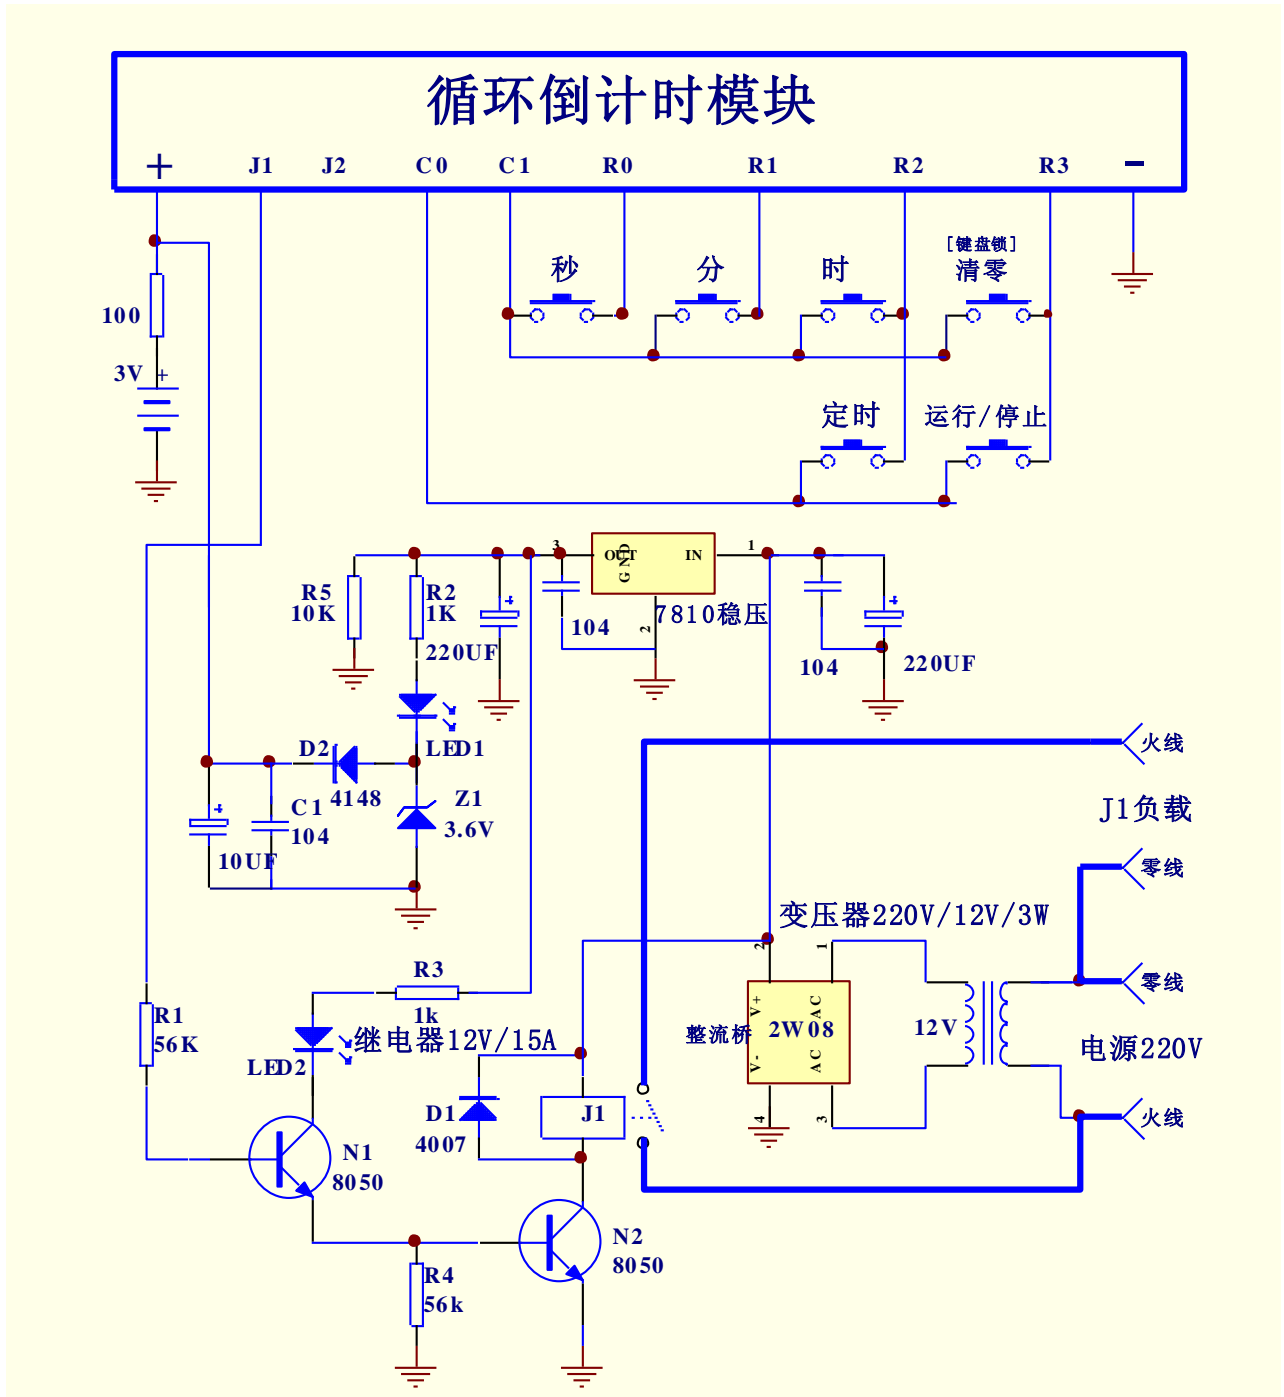 循环倒计时模块
+ J1 J2 C0 C1 R0 R1 R2 R3 -
[键盘锁]
秒 分 时 清零
100
3V +
定时 运行/停止
3 OUT GND IN 1
R5 R2
10K 1K
2
7810稳压
104
220UF
104 220UF
D2 LED1
火线
4148 Z1
C1
J1负载
104 3.6V
10UF
零线
变压器220V/12V/3W
2 1
R3
零线
R1 1k
V+ AC
56K
继电器12V/15A
整流桥 2W08 12V
电源220V
LED2
V- AC
D1 J1
4 3
火线
4007
N1
8050
N2
8050
R4
56k